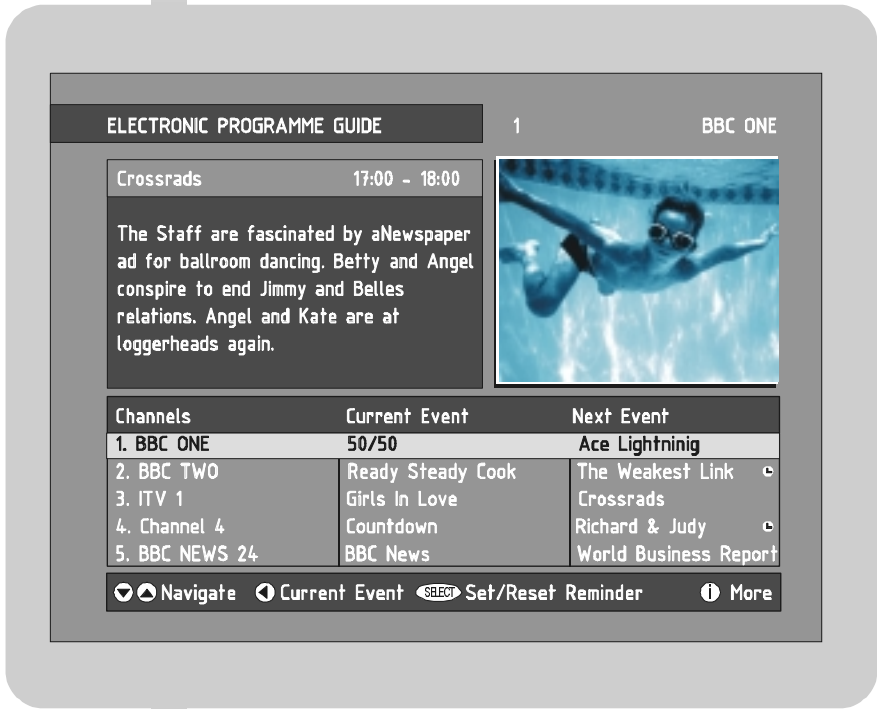 ELECTRONIC PROGRAMME GUIDE 1 BBC ONE
Crossrads 17:00 - 18:00
The Staff are fascinated by aNewspaper
ad for ballroom dancing. Betty and Angel
conspire to end Jimmy and Belles
relations. Angel and Kate are at
loggerheads again.
Channels Current Event Next Event
1. BBC ONE 50/50 Ace Lightninig
2. BBC TWO Ready Steady Cook The Weakest Link
3. ITV 1 Girls In Love Crossrads
4. Channel 4 Countdown Richard & Judy
5. BBC NEWS 24 BBC News World Business Report
Navigate Current Event SELECT Set/Reset Reminder i More